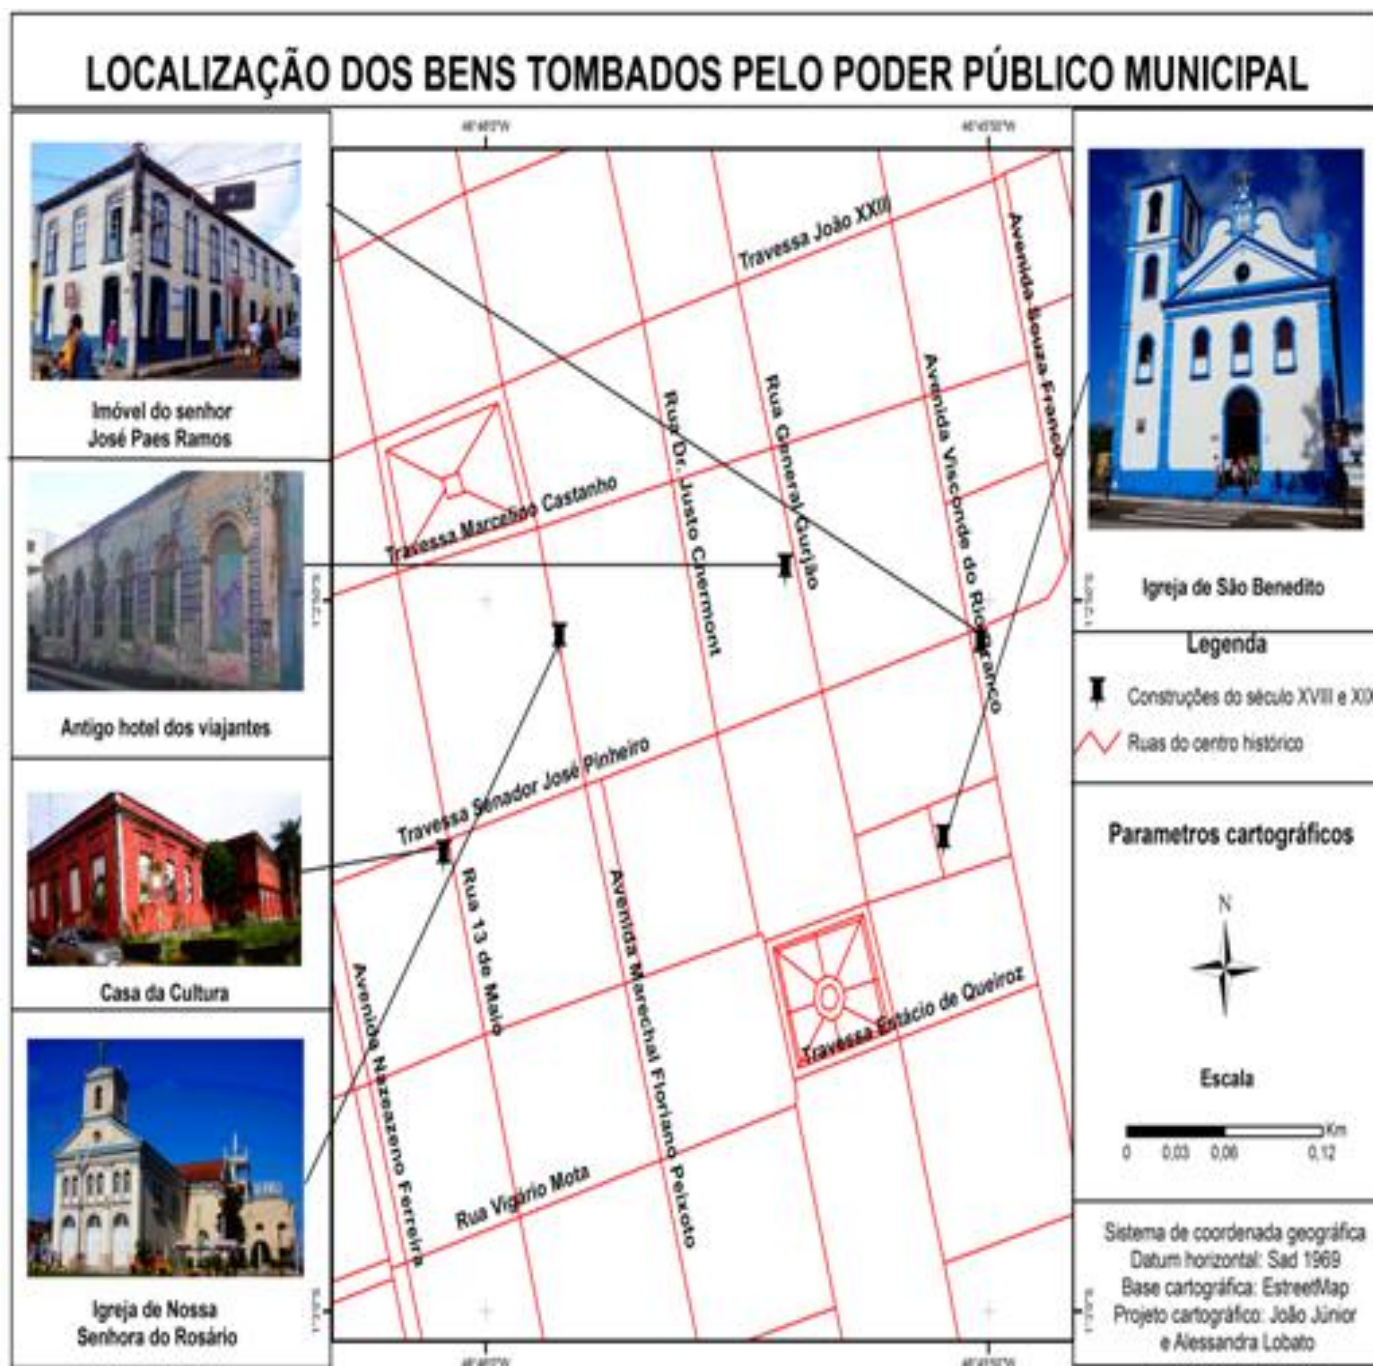 LOCALIZAÇÃO DOS BENS TOMBADOS PELO PODER PÚBLICO MUNICIPAL
Imóvel do senhor
José Paes Ramos
Antigo hotel dos viajantes
Casa da Cultura
Igreja de Nossa
Senhora do Rosário
Travessa João XXIII
Avenida Souza Franco
Rua Dr. Justo Chermont
Rua General Gurjão
Avenida Visconde do Rio Branco
Travessa Marcelino Castanho
Travessa Senador José Pinheiro
Rua 13 de Maio
Avenida Marechal Floriano Peixoto
Avenida Nazeazeno Ferreira
Travessa Estácio de Queiroz
Rua Vigário Mota
Igreja de São Benedito
Legenda
Construções do século XVIII e XIX
Ruas do centro histórico
Parametros cartográficos
N
Escala
Km
0 0,03 0,06 0,12
Sistema de coordenada geográfica
Datum horizontal: Sad 1969
Base cartográfica: EstreetMap
Projeto cartográfico: João Júnior
e Alessandra Lobato